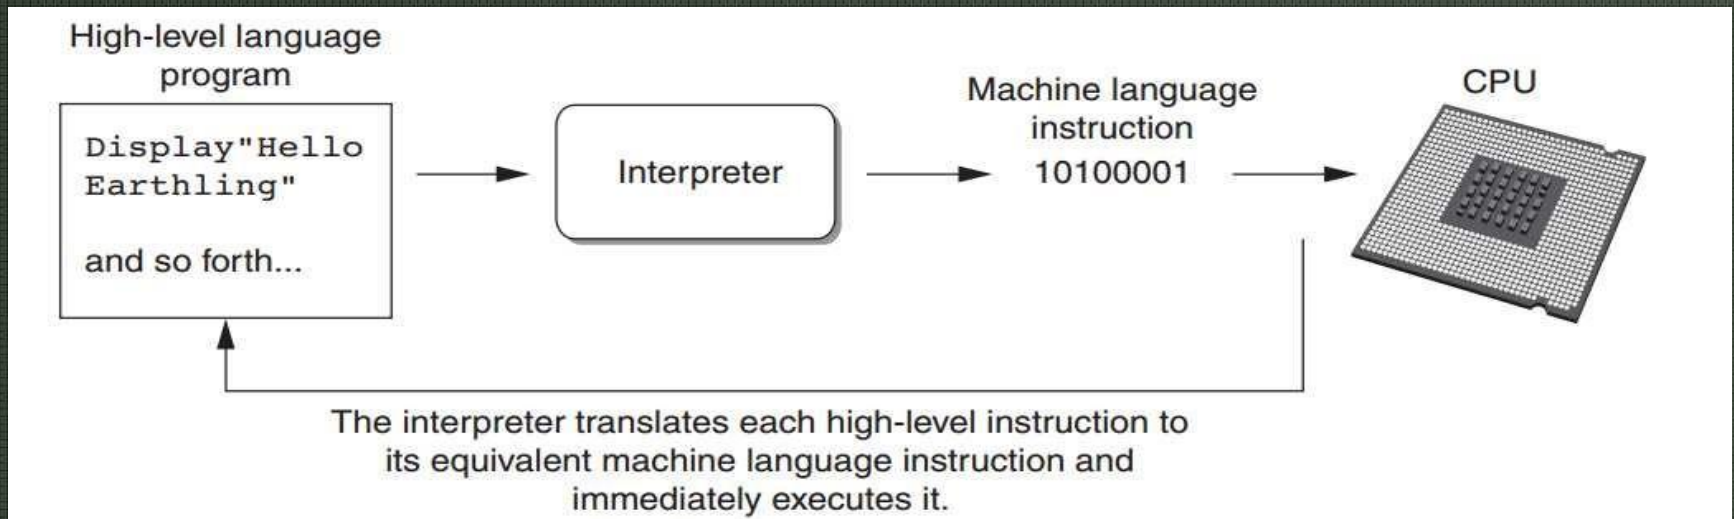 High-level language
program
Display"Hello
Earthling"
and so forth...
Interpreter
Machine language
instruction
10100001
CPU
The interpreter translates each high-level instruction to
its equivalent machine language instruction and
immediately executes it.